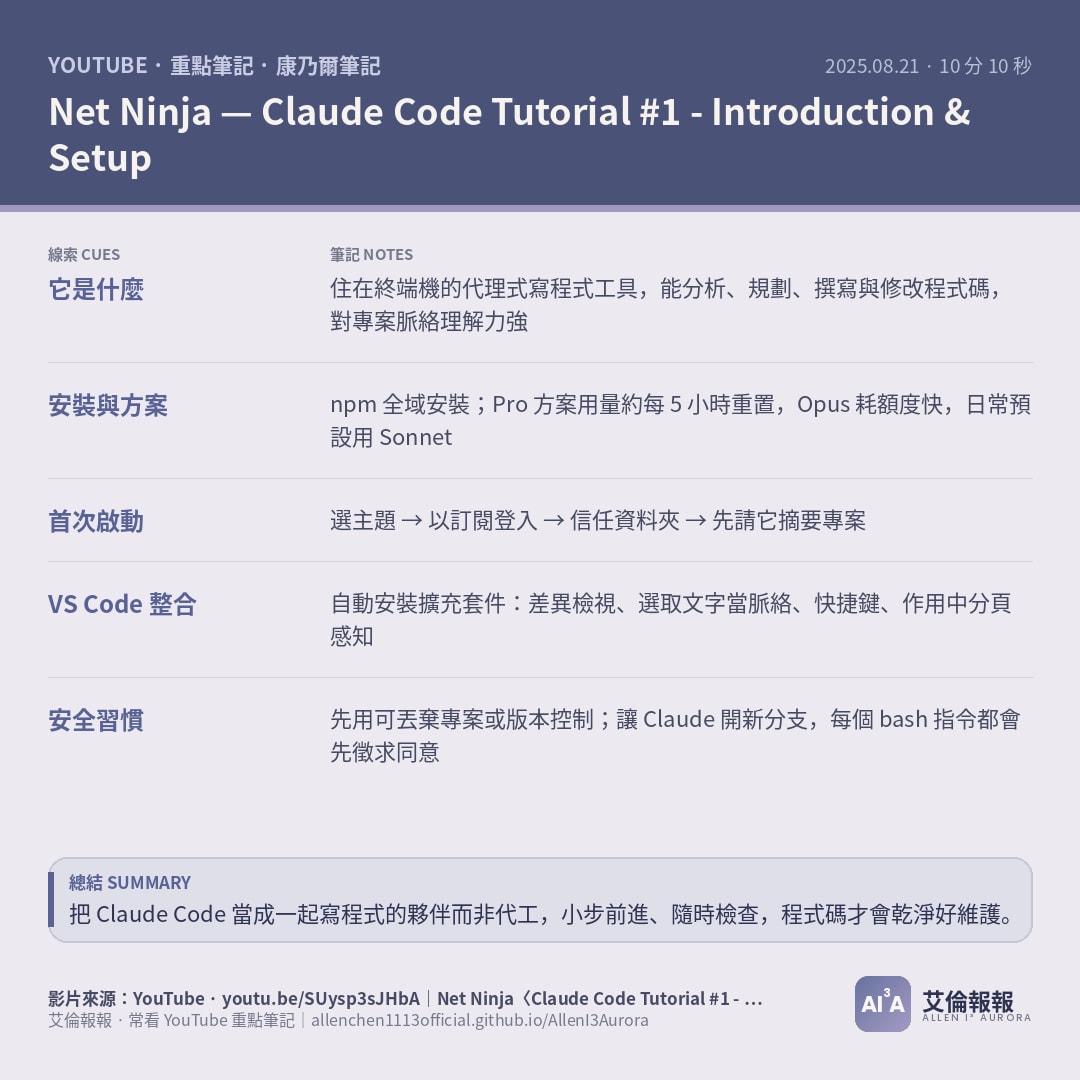 YOUTUBE · 重點筆記 · 康乃爾筆記
2025.08.21 · 10 分 10 秒
Net Ninja — Claude Code Tutorial #1 - Introduction &
Setup
線索 CUES
筆記 NOTES
它是什麼
住在終端機的代理式寫程式工具，能分析、規劃、撰寫與修改程式碼，
對專案脈絡理解力強
安裝與方案
npm 全域安裝；Pro 方案用量約每 5 小時重置，Opus 耗額度快，日常預
設用 Sonnet
首次啟動
選主題 → 以訂閱登入 → 信任資料夾 → 先請它摘要專案
VS Code 整合
自動安裝擴充套件：差異檢視、選取文字當脈絡、快捷鍵、作用中分頁
感知
安全習慣
先用可丟棄專案或版本控制；讓 Claude 開新分支，每個 bash 指令都會
先徵求同意
總結 SUMMARY
把 Claude Code 當成一起寫程式的夥伴而非代工，小步前進、隨時檢查，程式碼才會乾淨好維護。
影片來源：YouTube · youtu.be/SUysp3sJHbA｜Net Ninja〈Claude Code Tutorial #1 - …
艾倫報報 · 常看 YouTube 重點筆記｜allenchen1113official.github.io/AllenI3Aurora
AI³A
艾倫報報
ALLEN I³ AURORA